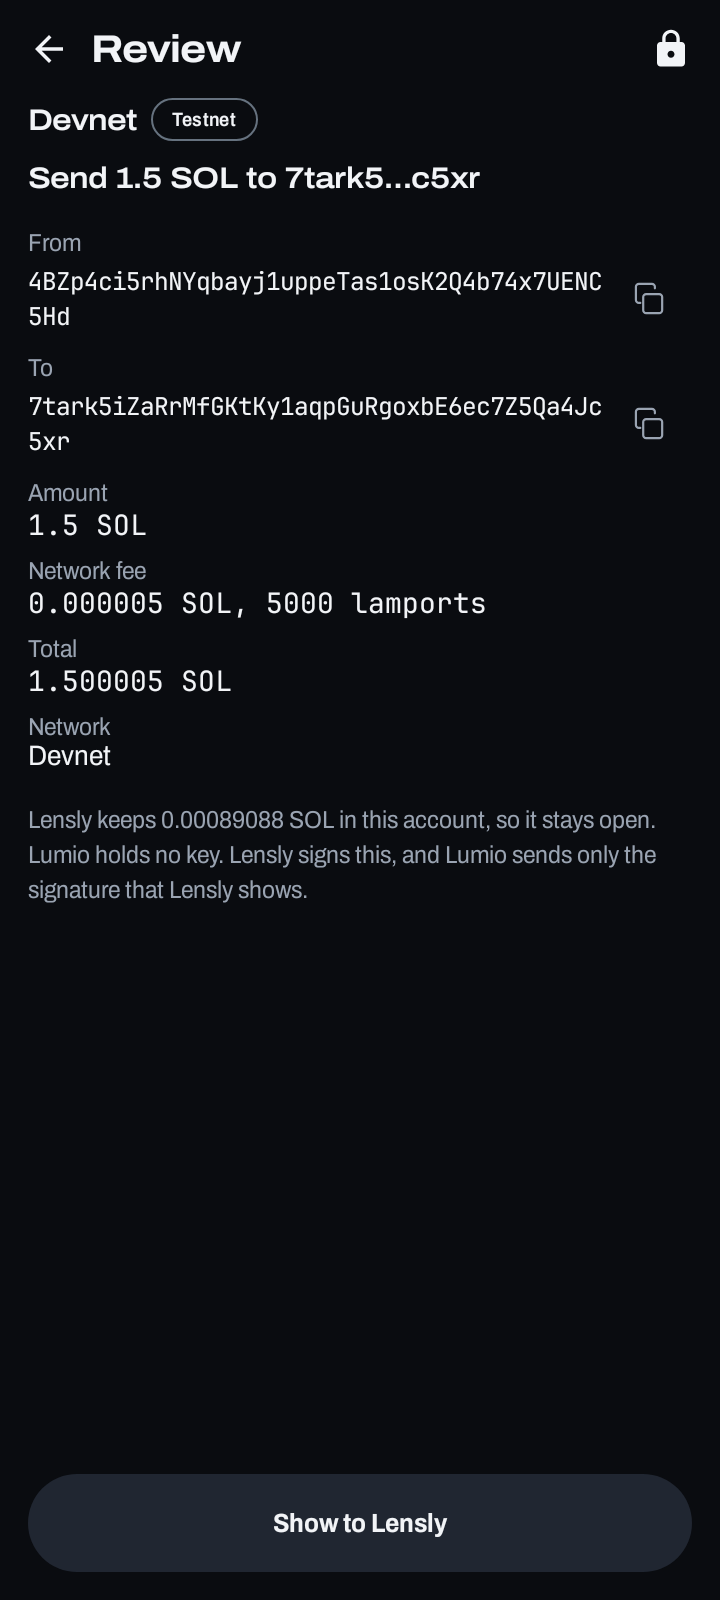 Review
Devnet Testnet
Send 1.5 SOL to 7tark5...c5xr
From
4BZp4ci5rhNYqbayj1uppeTas1osK2Q4b74x7UENC
5Hd
To
7tark5iZaRrMfGKtKy1aqpGuRgoxbE6ec7Z5Qa4Jc
5xr
Amount
1.5 SOL
Network fee
0.000005 SOL, 5000 lamports
Total
1.500005 SOL
Network
Devnet
Lensly keeps 0.00089088 SOL in this account, so it stays open.
Lumio holds no key. Lensly signs this, and Lumio sends only the
signature that Lensly shows.
Show to Lensly